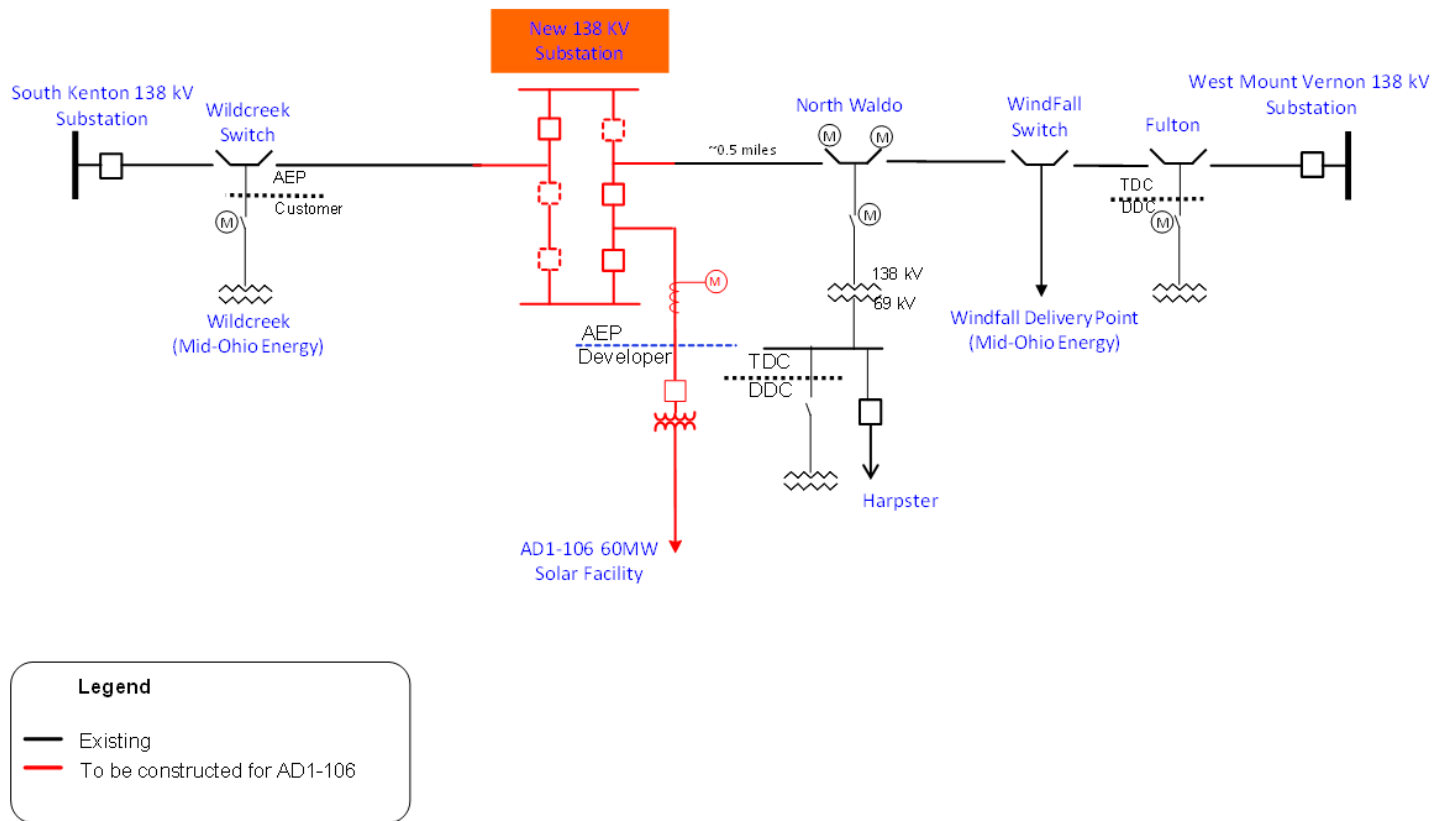 New 138 KV
Substation
South Kenton 138 kV
Substation
Wildcreek
Switch
North Waldo
WindFall
Switch
Fulton
West Mount Vernon 138 kV
Substation
M
M
~0.5 miles
AEP
Customer
M
M
TDC
DDC
M
M
138 kV
69 kV
Wildcreek
(Mid-Ohio Energy)
Windfall Delivery Point
(Mid-Ohio Energy)
AEP
Developer
TDC
DDC
Harpster
AD1-106 60MW
Solar Facility
Legend
Existing
To be constructed for AD1-106